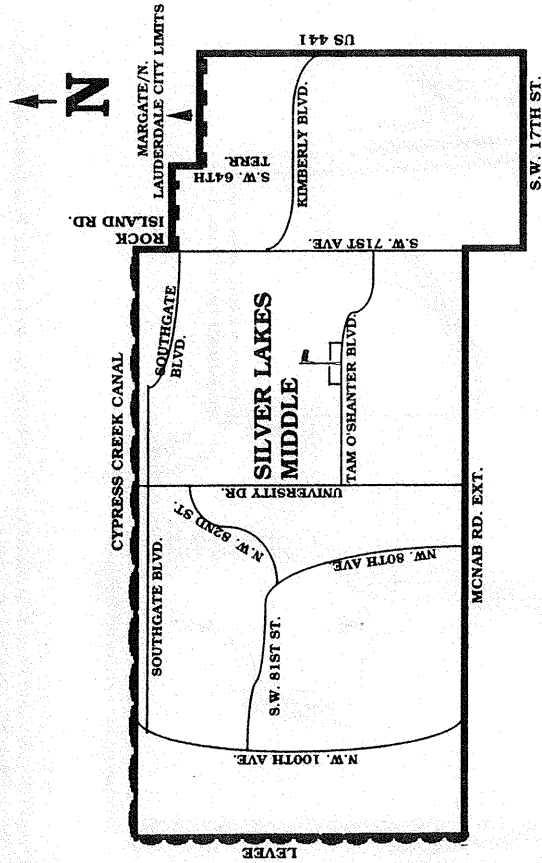 N
MARGATE/N.
LAUDERDALE CITY LIMITS
ROCK
ISLAND RD.
US 441
S.W. 64TH
TERR.
KIMBERLY BLVD.
S.W. 71ST AVE.
S.W. 17TH ST.
CYPRESS CREEK CANAL
SOUTHGATE
BLVD.
SILVER LAKES
MIDDLE
TAM O'SHANTER BLVD.
UNIVERSITY DR.
N.W. 82ND ST.
SOUTHGATE BLVD.
NW 80TH AVE.
S.W. 81ST ST.
MCNAB RD. EXT.
N.W. 100TH AVE.
LEVEE